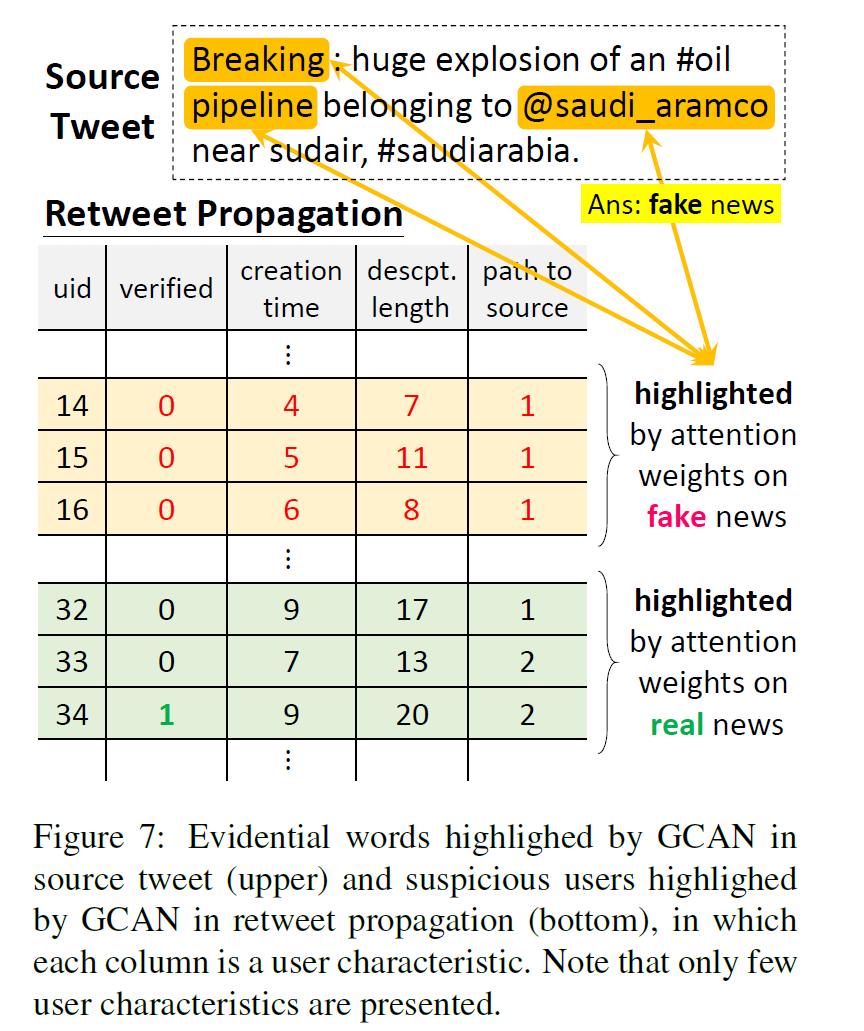 Source
Tweet
Breaking : huge explosion of an #oil
pipeline belonging to @saudi_aramco
near sudair, #saudiarabia.
Ans: fake news
Retweet Propagation
uid verified creation time descpt. length path to source
⋮
14 0 4 7 1
15 0 5 11 1
16 0 6 8 1
⋮
32 0 9 17 1
33 0 7 13 2
34 1 9 20 2
⋮
highlighted
by attention
weights on
fake news
highlighted
by attention
weights on
real news
Figure 7: Evidential words highlighed by GCAN in
source tweet (upper) and suspicious users highlighed
by GCAN in retweet propagation (bottom), in which
each column is a user characteristic. Note that only few
user characteristics are presented.